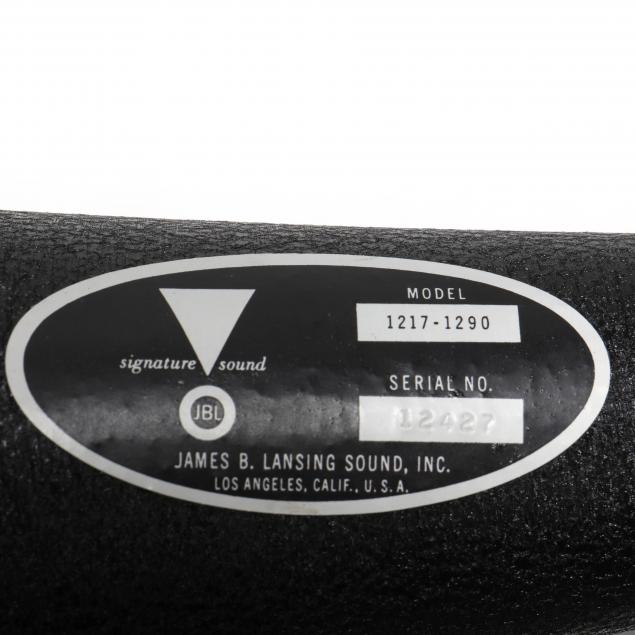 signature sound
JBL
MODEL
1217-1290
SERIAL NO.
12427
JAMES B. LANSING SOUND, INC.
LOS ANGELES, CALIF., U.S.A.